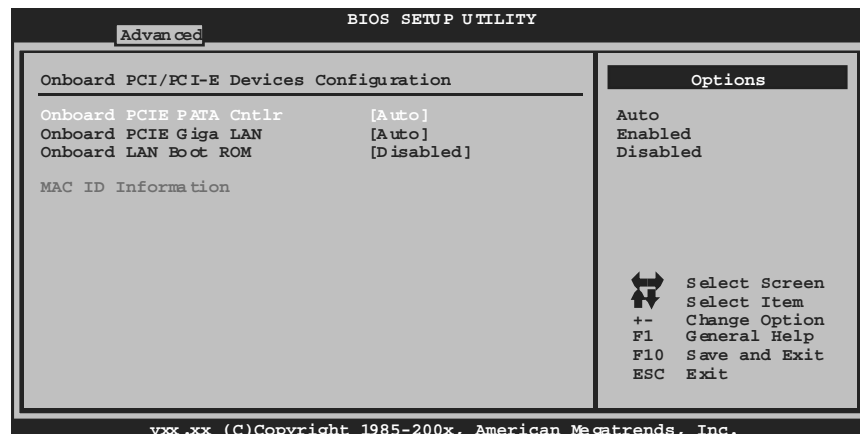 BIOS SETUP UTILITY
Advanced
Onboard PCI/PCI-E Devices Configuration
Onboard PCIE PATA Cntlr [Auto]
Onboard PCIE Giga LAN [Auto]
Onboard LAN Boot ROM [Disabled]
MAC ID Information
Options
Auto
Enabled
Disabled
Select Screen
Select Item
+- Change Option
F1 General Help
F10 Save and Exit
ESC Exit
vxx.xx (C)Copyright 1985-200x, American Megatrends, Inc.